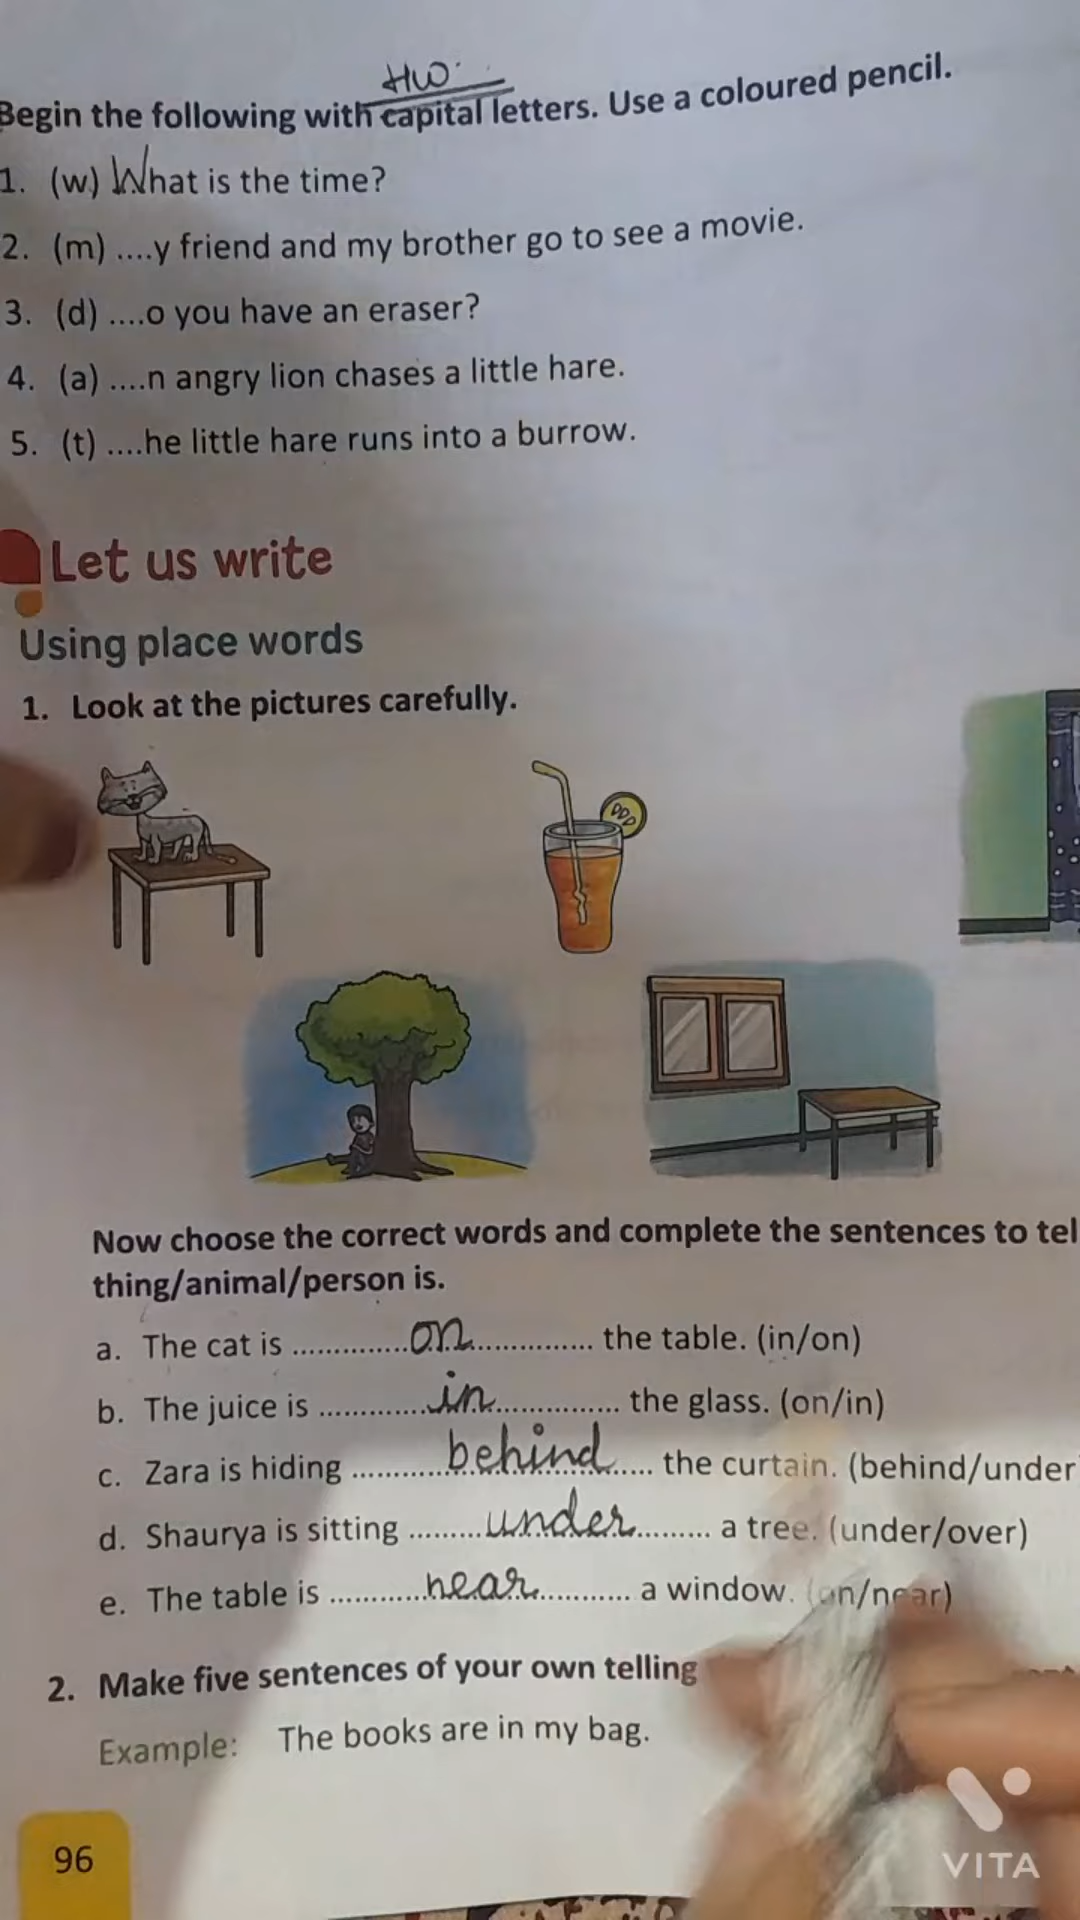 HW.
Begin the following with capital letters. Use a coloured pencil.
1. (w) What is the time?
2. (m) ....y friend and my brother go to see a movie.
3. (d) ....o you have an eraser?
4. (a) ....n angry lion chases a little hare.
5. (t) ....he little hare runs into a burrow.
Let us write
Using place words
1. Look at the pictures carefully.
Now choose the correct words and complete the sentences to
thing/animal/person is.
a. The cat is ..............on............... the table. (in/on)
b. The juice is .............in............... the glass. (on/in)
c. Zara is hiding ...........behind..... the curtain. (behind/under
d. Shaurya is sitting .........under......... a tree. (under/over)
e. The table is ............near........... a window. (on/near)
2. Make five sentences of your own telling
Example: The books are in my bag.
96
VITA